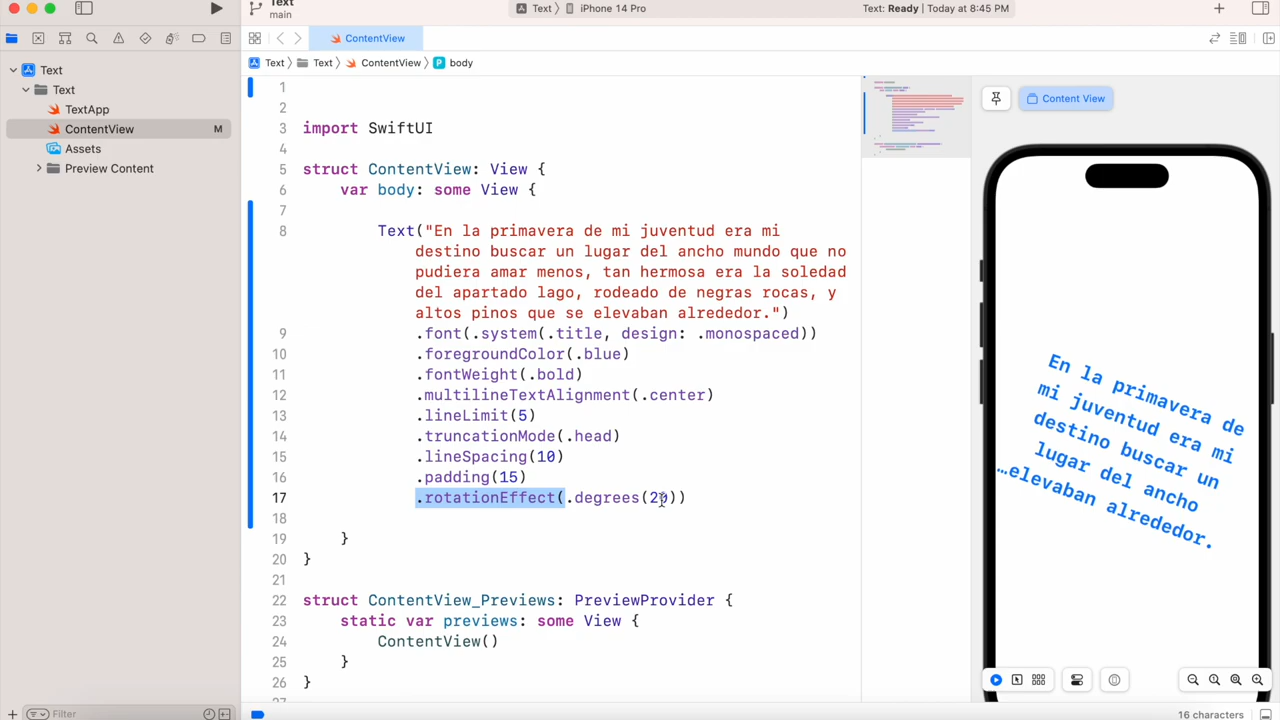 Text
main
Text
iPhone 14 Pro
Text: Ready | Today at 8:45 PM
ContentView
Text
Text
ContentView
body
Text
Text
TextApp
ContentView
M
Assets
Preview Content
Filter
1
2
3 import SwiftUI
4
5 struct ContentView: View {
6 var body: some View {
7
8 Text("En la primavera de mi juventud era mi
destino buscar un lugar del ancho mundo que no
pudiera amar menos, tan hermosa era la soledad
del apartado lago, rodeado de negras rocas, y
altos pinos que se elevaban alrededor.")
9 .font(.system(.title, design: .monospaced))
10 .foregroundColor(.blue)
11 .fontWeight(.bold)
12 .multilineTextAlignment(.center)
13 .lineLimit(5)
14 .truncationMode(.head)
15 .lineSpacing(10)
16 .padding(15)
17 .rotationEffect(.degrees(20))
18
19 }
20 }
21
22 struct ContentView_Previews: PreviewProvider {
23 static var previews: some View {
24 ContentView()
25 }
26 }
Content View
En la primavera de
mi juventud era mi
destino buscar un
lugar del ancho
…elevaban alrededor.
16 characters